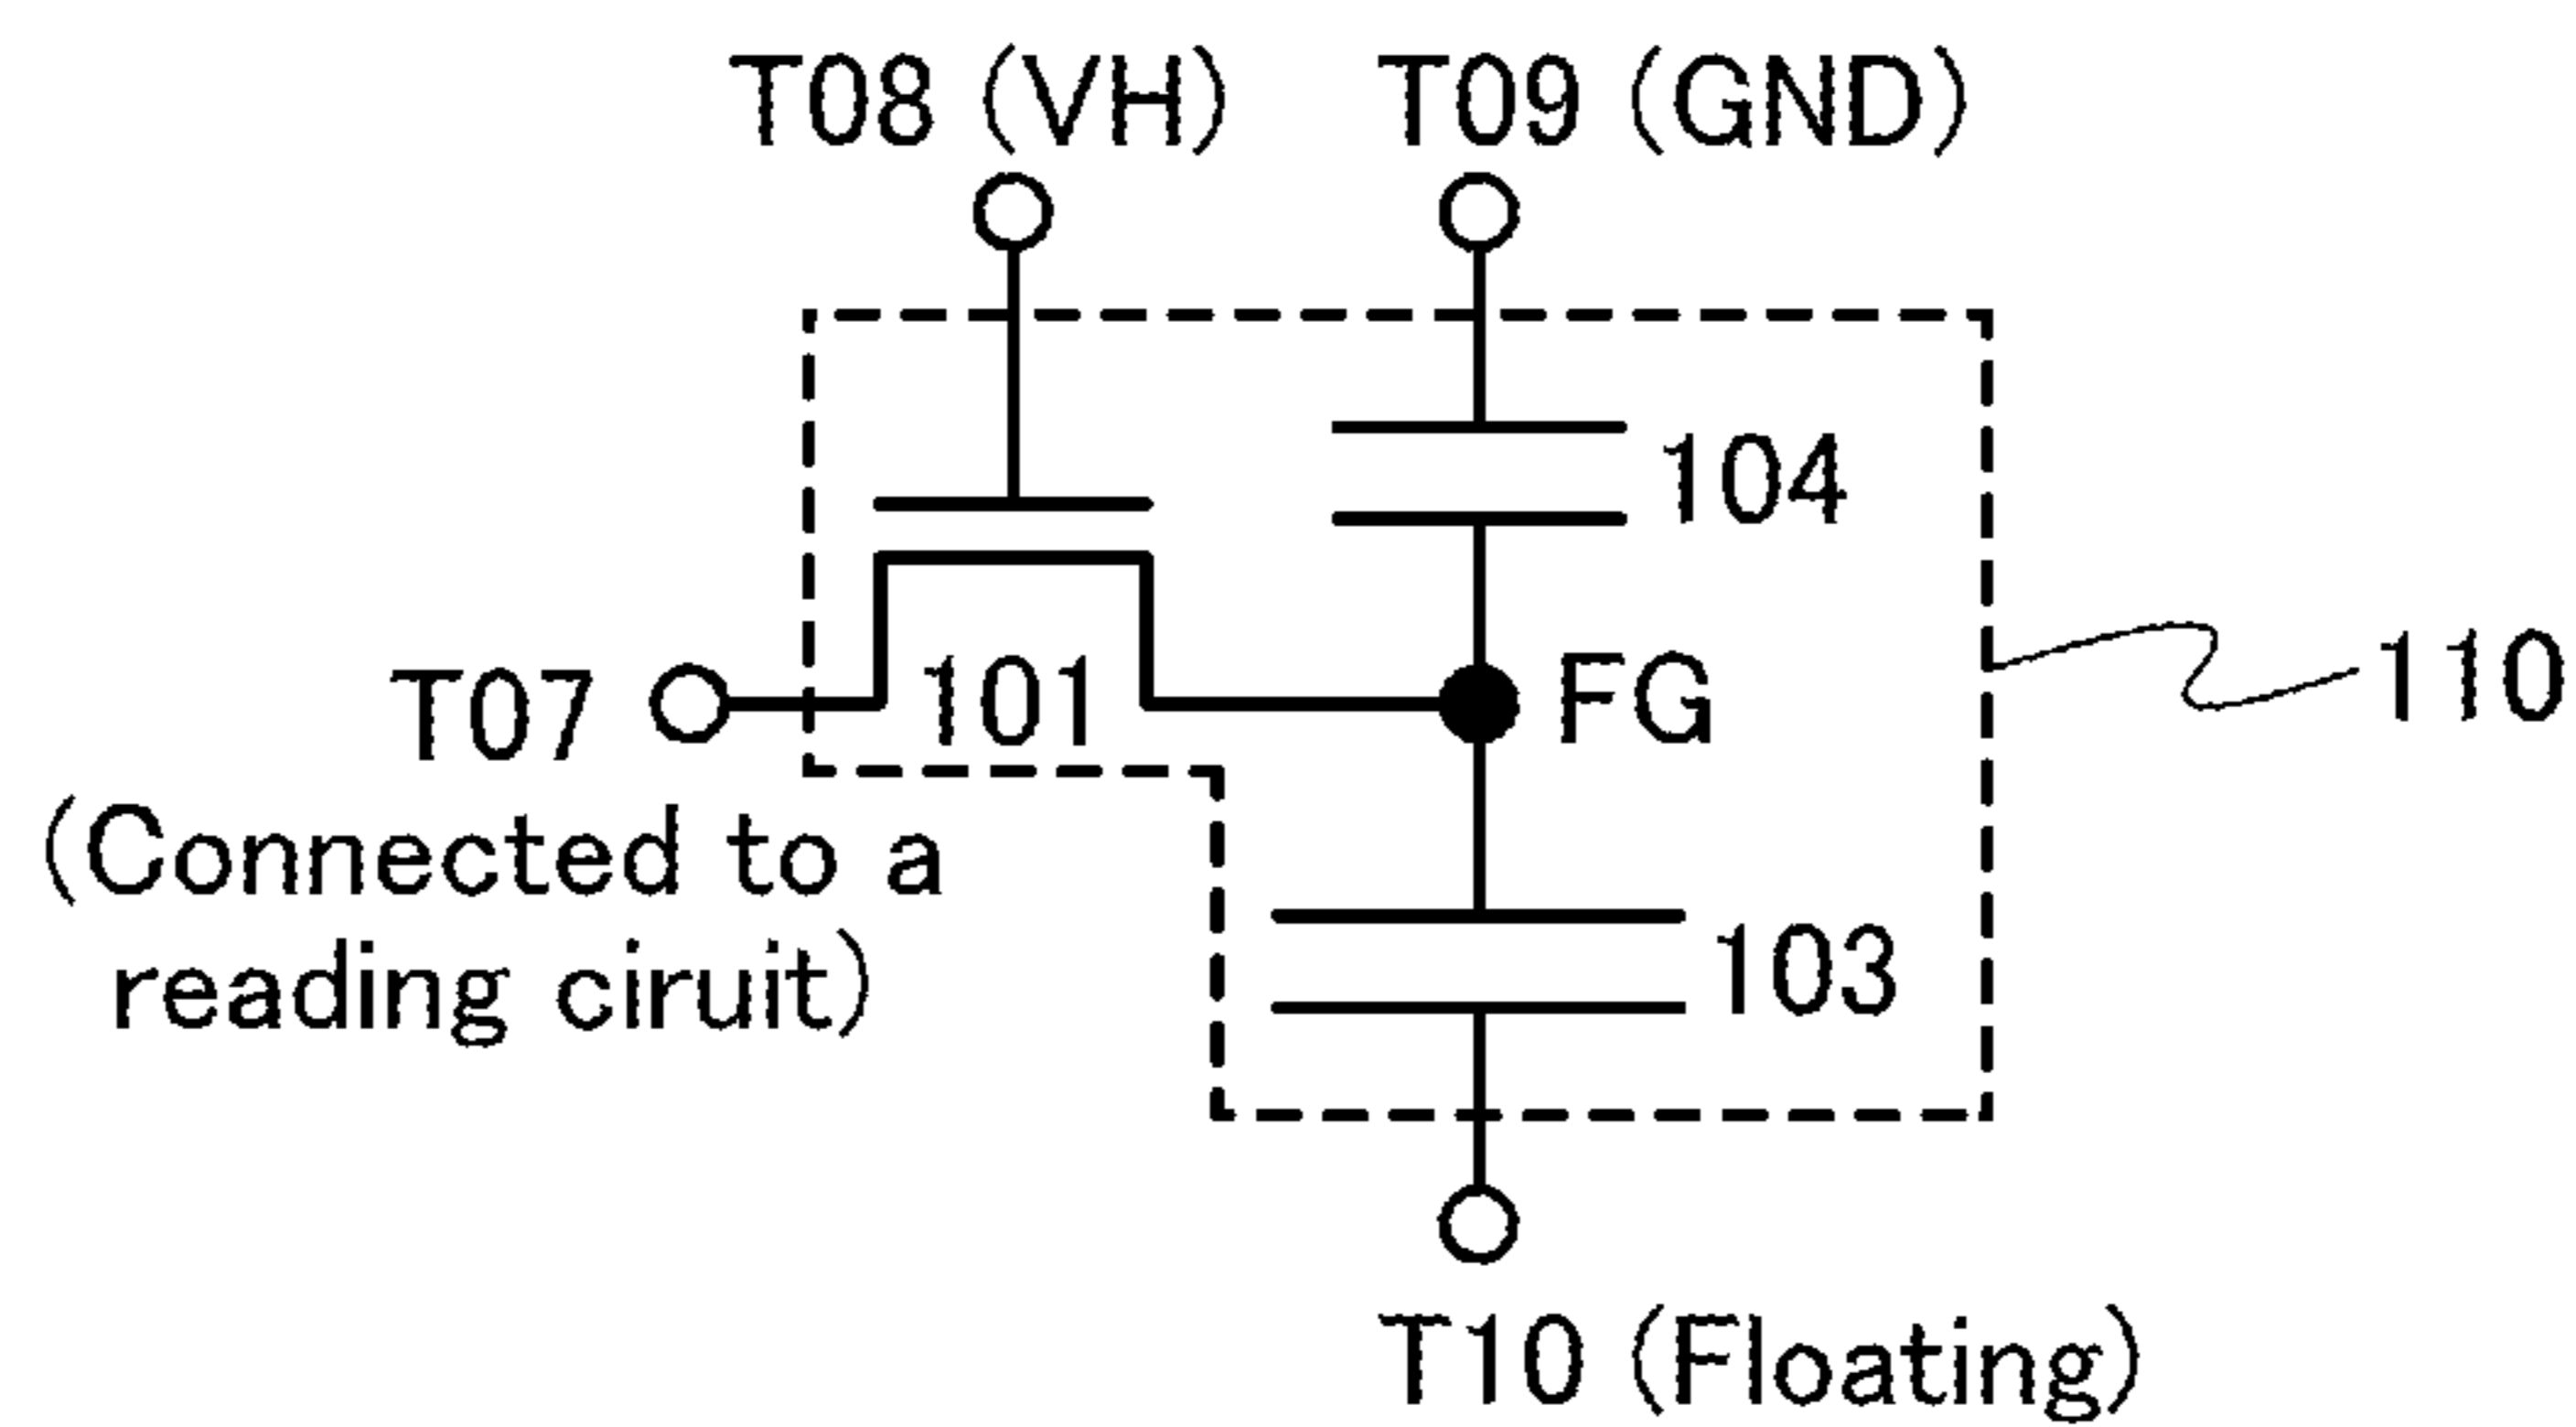 T08 (VH)
T09 (GND)
104
T07
101
FG
110
(Connected to a
reading ciruit)
103
T10 (Floating)